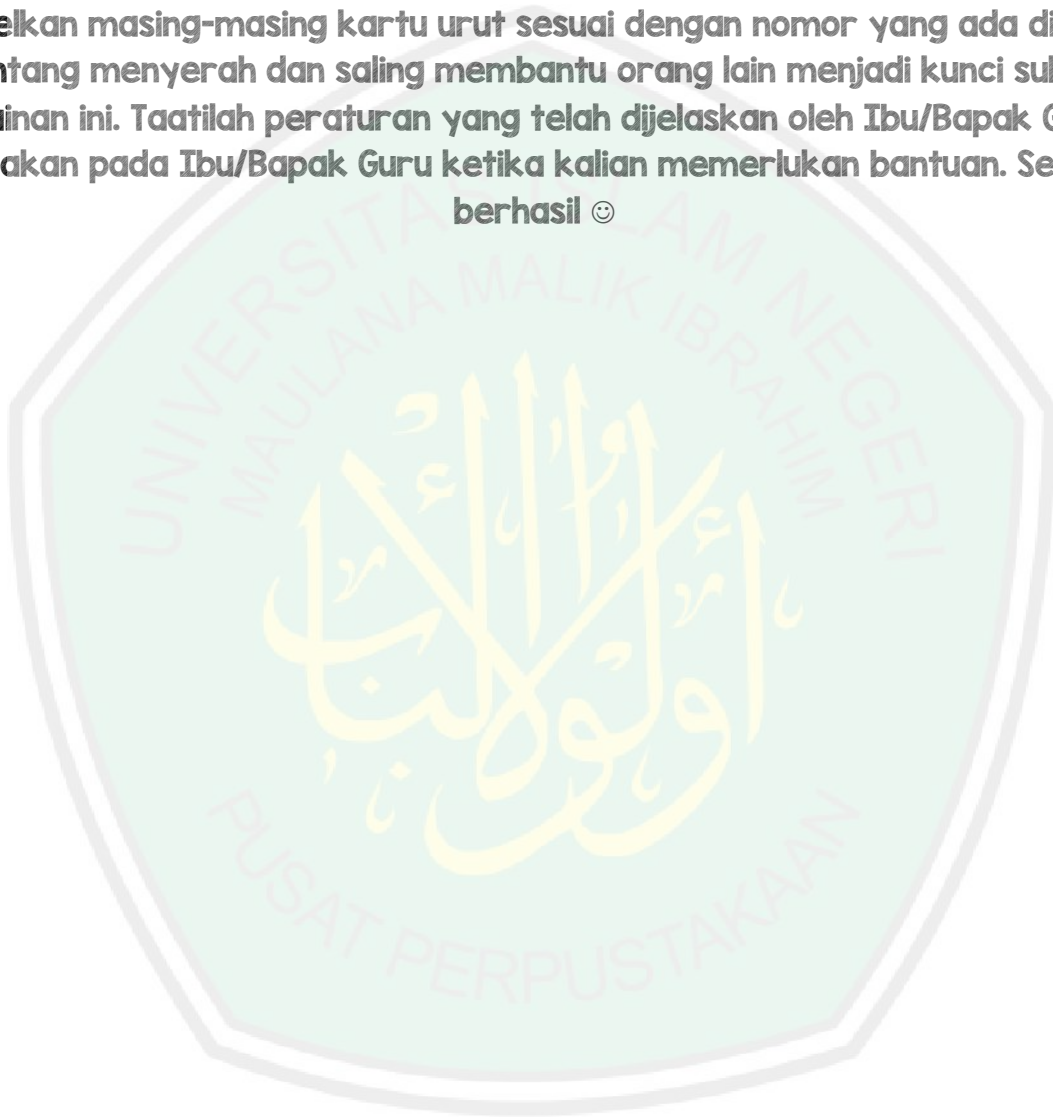 elkan masing-masing kartu urut sesuai dengan nomor yang ada di
ntang menyerah dan saling membantu orang lain menjadi kunci su
inan ini. Taatilah peraturan yang telah dijelaskan oleh Ibu/Bapak G
akan pada Ibu/Bapak Guru ketika kalian memerlukan bantuan. Se
berhasil ☺
UNIVERSITAS ISLAM NEGERI
MAULANA MALIK IBRAHIM
أولوا الألباب
PUSAT PERPUSTAKAAN